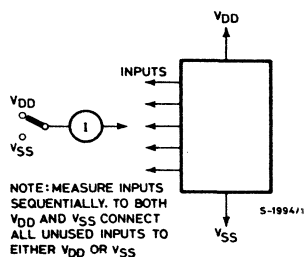 VDD
INPUTS
VDD
I
VSS
NOTE: MEASURE INPUTS
SEQUENTIALLY. TO BOTH
VDD AND VSS CONNECT
ALL UNUSED INPUTS TO
EITHER VDD OR VSS
S-1994/1
VSS